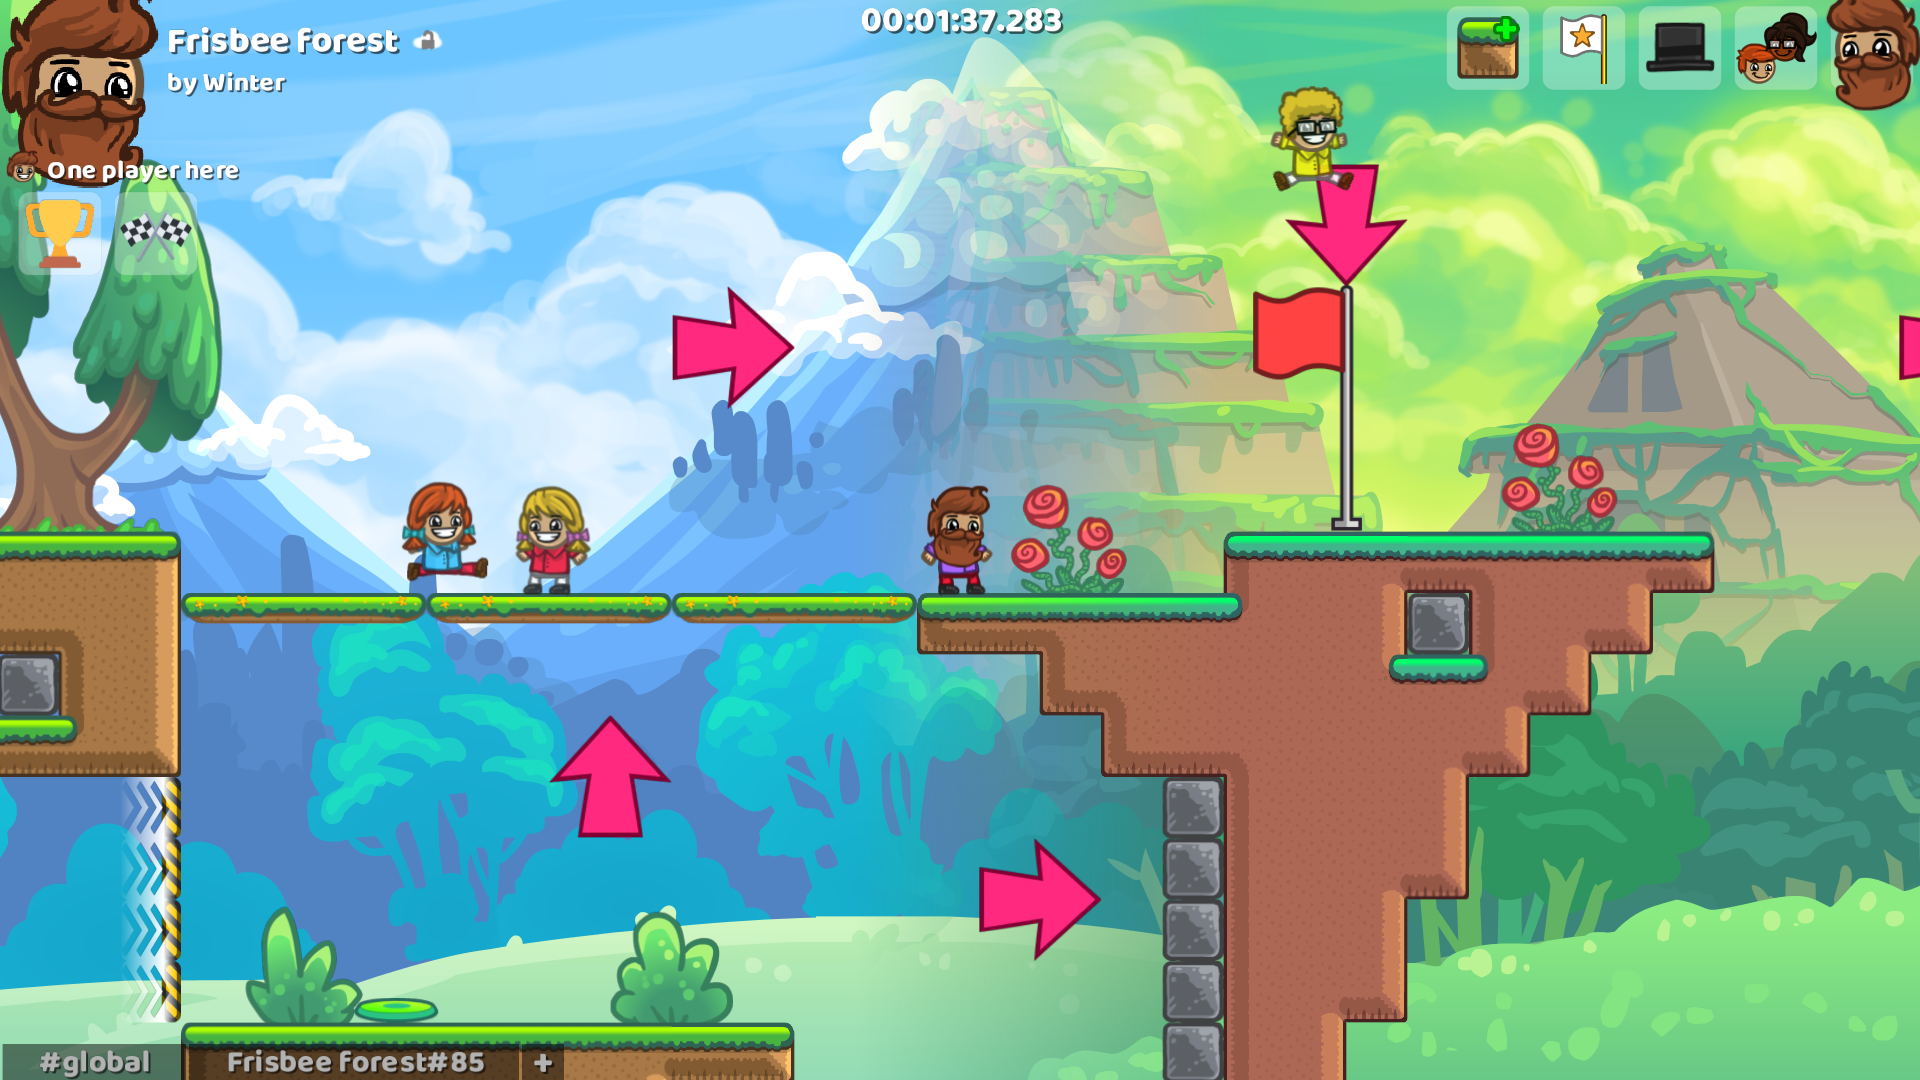 Frisbee forest
by Winter
00:01:37.283
One player here
#global
Frisbee forest#85
+